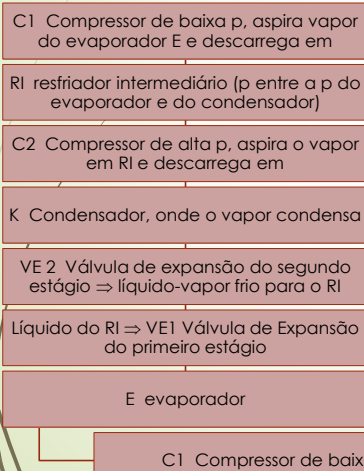 C1 Compressor de baixa p, aspira vapor
do evaporador E e descarrega em
RI resfriador intermediário (p entre a p do
evaporador e do condensador)
C2 Compressor de alta p, aspira o vapor
em RI e descarrega em
K Condensador, onde o vapor condensa
VE 2 Válvula de expansão do segundo
estágio ⇒ líquido-vapor frio para o RI
Líquido do RI ⇒ VE1 Válvula de Expansão
do primeiro estágio
E evaporador
C1 Compressor de baix